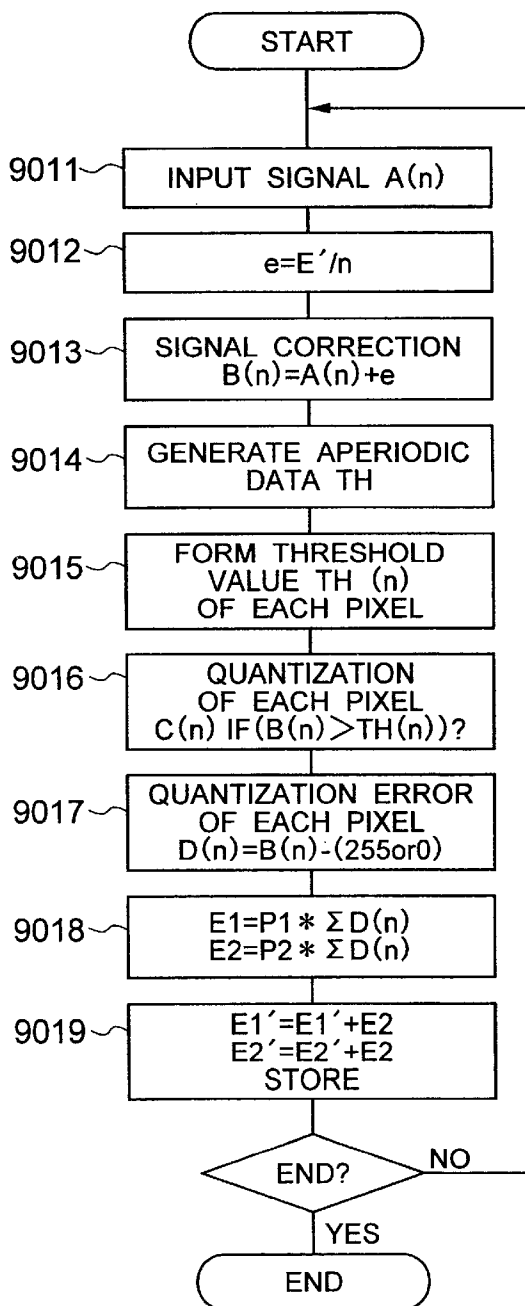 START
9011
INPUT SIGNAL A(n)
9012
e=E′/n
9013
SIGNAL CORRECTION
B(n)=A(n)+e
9014
GENERATE APERIODIC
DATA TH
9015
FORM THRESHOLD
VALUE TH (n)
OF EACH PIXEL
9016
QUANTIZATION
OF EACH PIXEL
C(n) IF(B(n)>TH(n))?
9017
QUANTIZATION ERROR
OF EACH PIXEL
D(n)=B(n)-(255or0)
9018
E1=P1* ΣD(n)
E2=P2* ΣD(n)
9019
E1′=E1′+E2
E2′=E2′+E2
STORE
END?
NO
YES
END